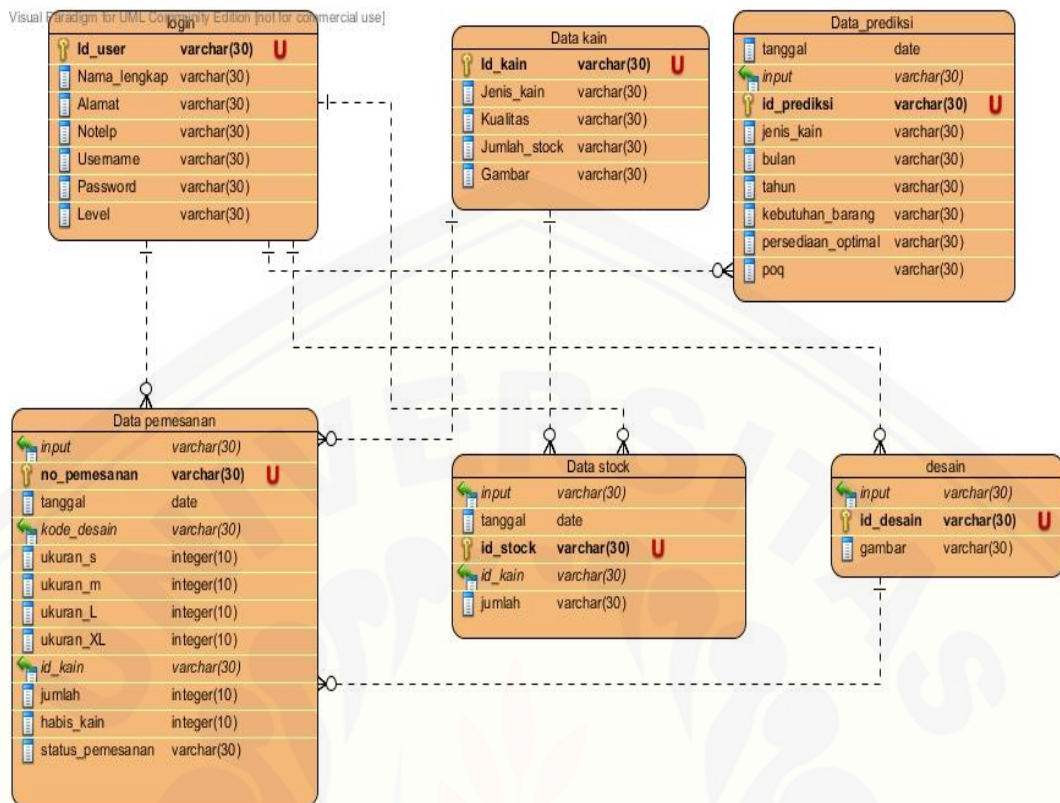 Visual Paradigm for UML Community Edition [not for commercial use]
login
Id_user varchar(30) U
Nama_lengkap varchar(30)
Alamat varchar(30)
Notelp varchar(30)
Username varchar(30)
Password varchar(30)
Level varchar(30)
Data kain
Id_kain varchar(30) U
Jenis_kain varchar(30)
Kualitas varchar(30)
Jumlah_stock varchar(30)
Gambar varchar(30)
Data_prediksi
tanggal date
input varchar(30)
id_prediksi varchar(30) U
jenis_kain varchar(30)
bulan varchar(30)
tahun varchar(30)
kebutuhan_barang varchar(30)
persediaan_optimal varchar(30)
poq varchar(30)
Data pemesanan
input varchar(30)
no_pemesanan varchar(30) U
tanggal date
kode_desain varchar(30)
ukuran_s integer(10)
ukuran_m integer(10)
ukuran_L integer(10)
ukuran_XL integer(10)
id_kain varchar(30)
jumlah integer(10)
habis_kain integer(10)
status_pemesanan varchar(30)
Data stock
input varchar(30)
tanggal date
id_stock varchar(30) U
id_kain varchar(30)
jumlah varchar(30)
desain
input varchar(30)
id_desain varchar(30) U
gambar varchar(30)
UNIVERSITAS